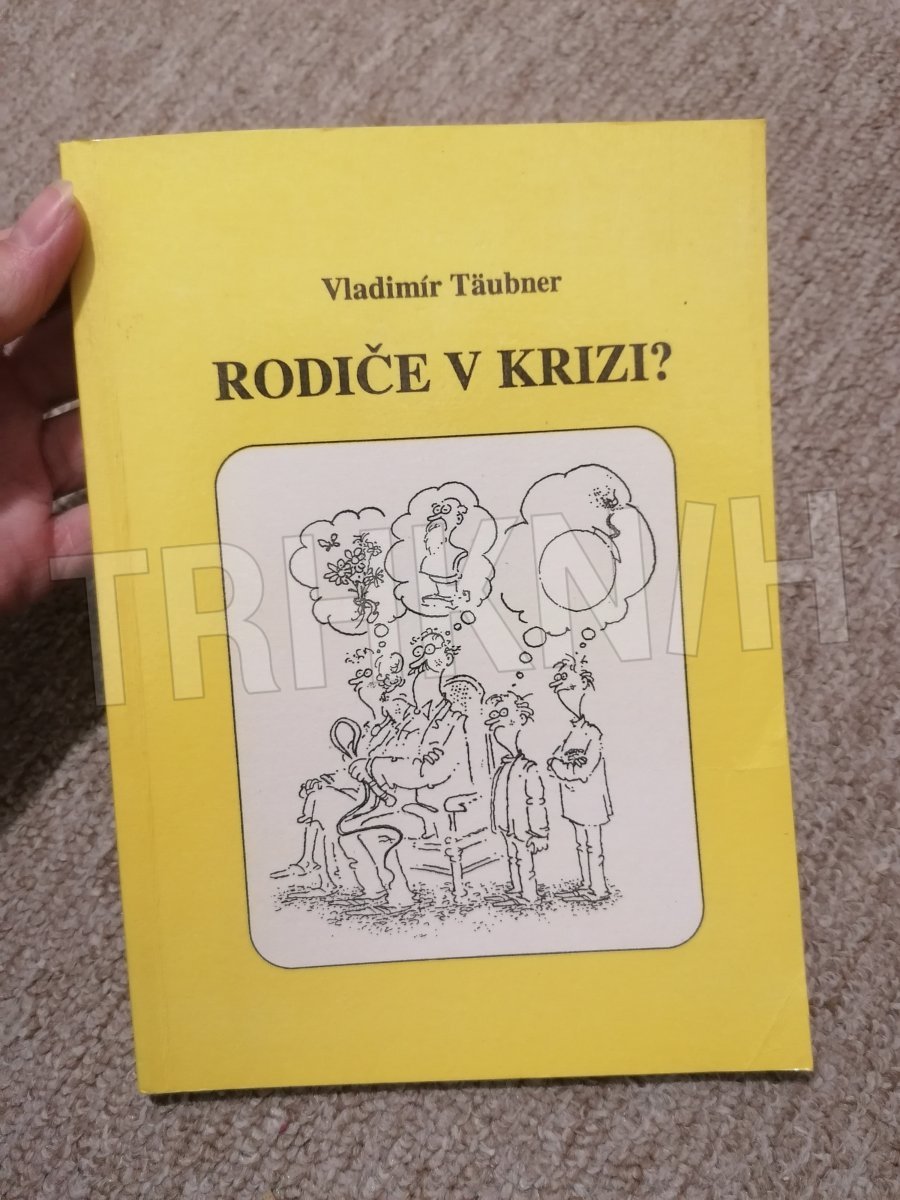 Vladimír Täubner
RODIČE V KRIZI?
TRHKNIH